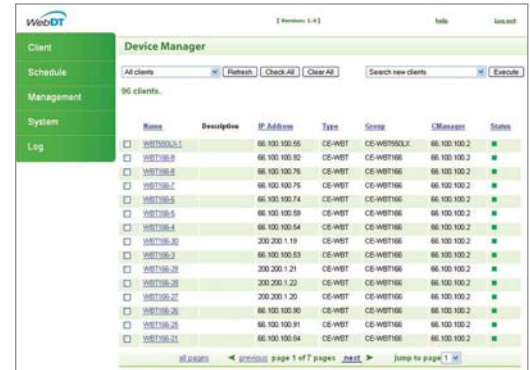 WebDT
[ Version: 1.4 ]
help
Log out
Client
Schedule
Management
System
Log
Device Manager
All clients
Refresh
Check All
Clear All
Search new clients
Execute
96 clients.
Name Description IP Address Type Group CManager Status
WBT550LX-1 66.100.100.55 CE-WBT CE-WBT550LX 66.100.100.2
WBT166-9 66.100.100.92 CE-WBT CE-WBT166 66.100.100.2
WBT166-8 66.100.100.76 CE-WBT CE-WBT166 66.100.100.2
WBT166-7 66.100.100.75 CE-WBT CE-WBT166 66.100.100.2
WBT166-6 66.100.100.74 CE-WBT CE-WBT166 66.100.100.2
WBT166-5 66.100.100.59 CE-WBT CE-WBT166 66.100.100.2
WBT166-4 66.100.100.54 CE-WBT CE-WBT166 66.100.100.2
WBT166-30 200.200.1.19 CE-WBT CE-WBT166 66.100.100.2
WBT166-3 66.100.100.53 CE-WBT CE-WBT166 66.100.100.2
WBT166-29 200.200.1.21 CE-WBT CE-WBT166 66.100.100.2
WBT166-28 200.200.1.22 CE-WBT CE-WBT166 66.100.100.2
WBT166-27 200.200.1.20 CE-WBT CE-WBT166 66.100.100.2
WBT166-26 66.100.100.90 CE-WBT CE-WBT166 66.100.100.2
WBT166-25 66.100.100.91 CE-WBT CE-WBT166 66.100.100.2
WBT166-21 66.100.100.64 CE-WBT CE-WBT166 66.100.100.2
all pages previous page 1 of 7 pages next jump to page 1